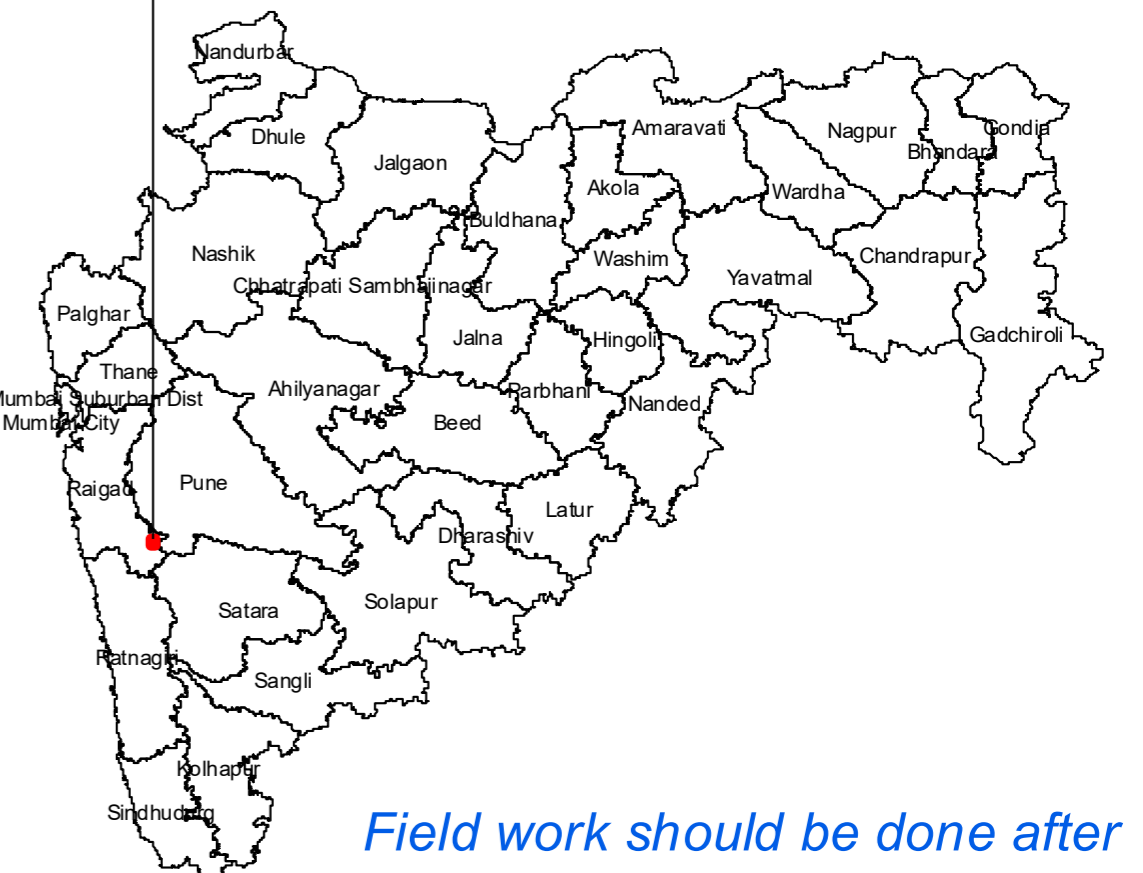 Nandurbar
Dhule
Jalgaon
Buldhana
Akola
Amaravati
Wardha
Nagpur
Bhandara
Gondia
Nashik
Chhatrapati Sambhajinagar
Washim
Yavatmal
Chandrapur
Gadchiroli
Palghar
Thane
Mumbai Suburban Dist
Mumbai City
Ahilyanagar
Jalna
Hingoli
Parbhani
Nanded
Beed
Raigad
Pune
Latur
Dharashiv
Satara
Solapur
Ratnagiri
Sangli
Kolhapur
Sindhudurg
Field work should be done after